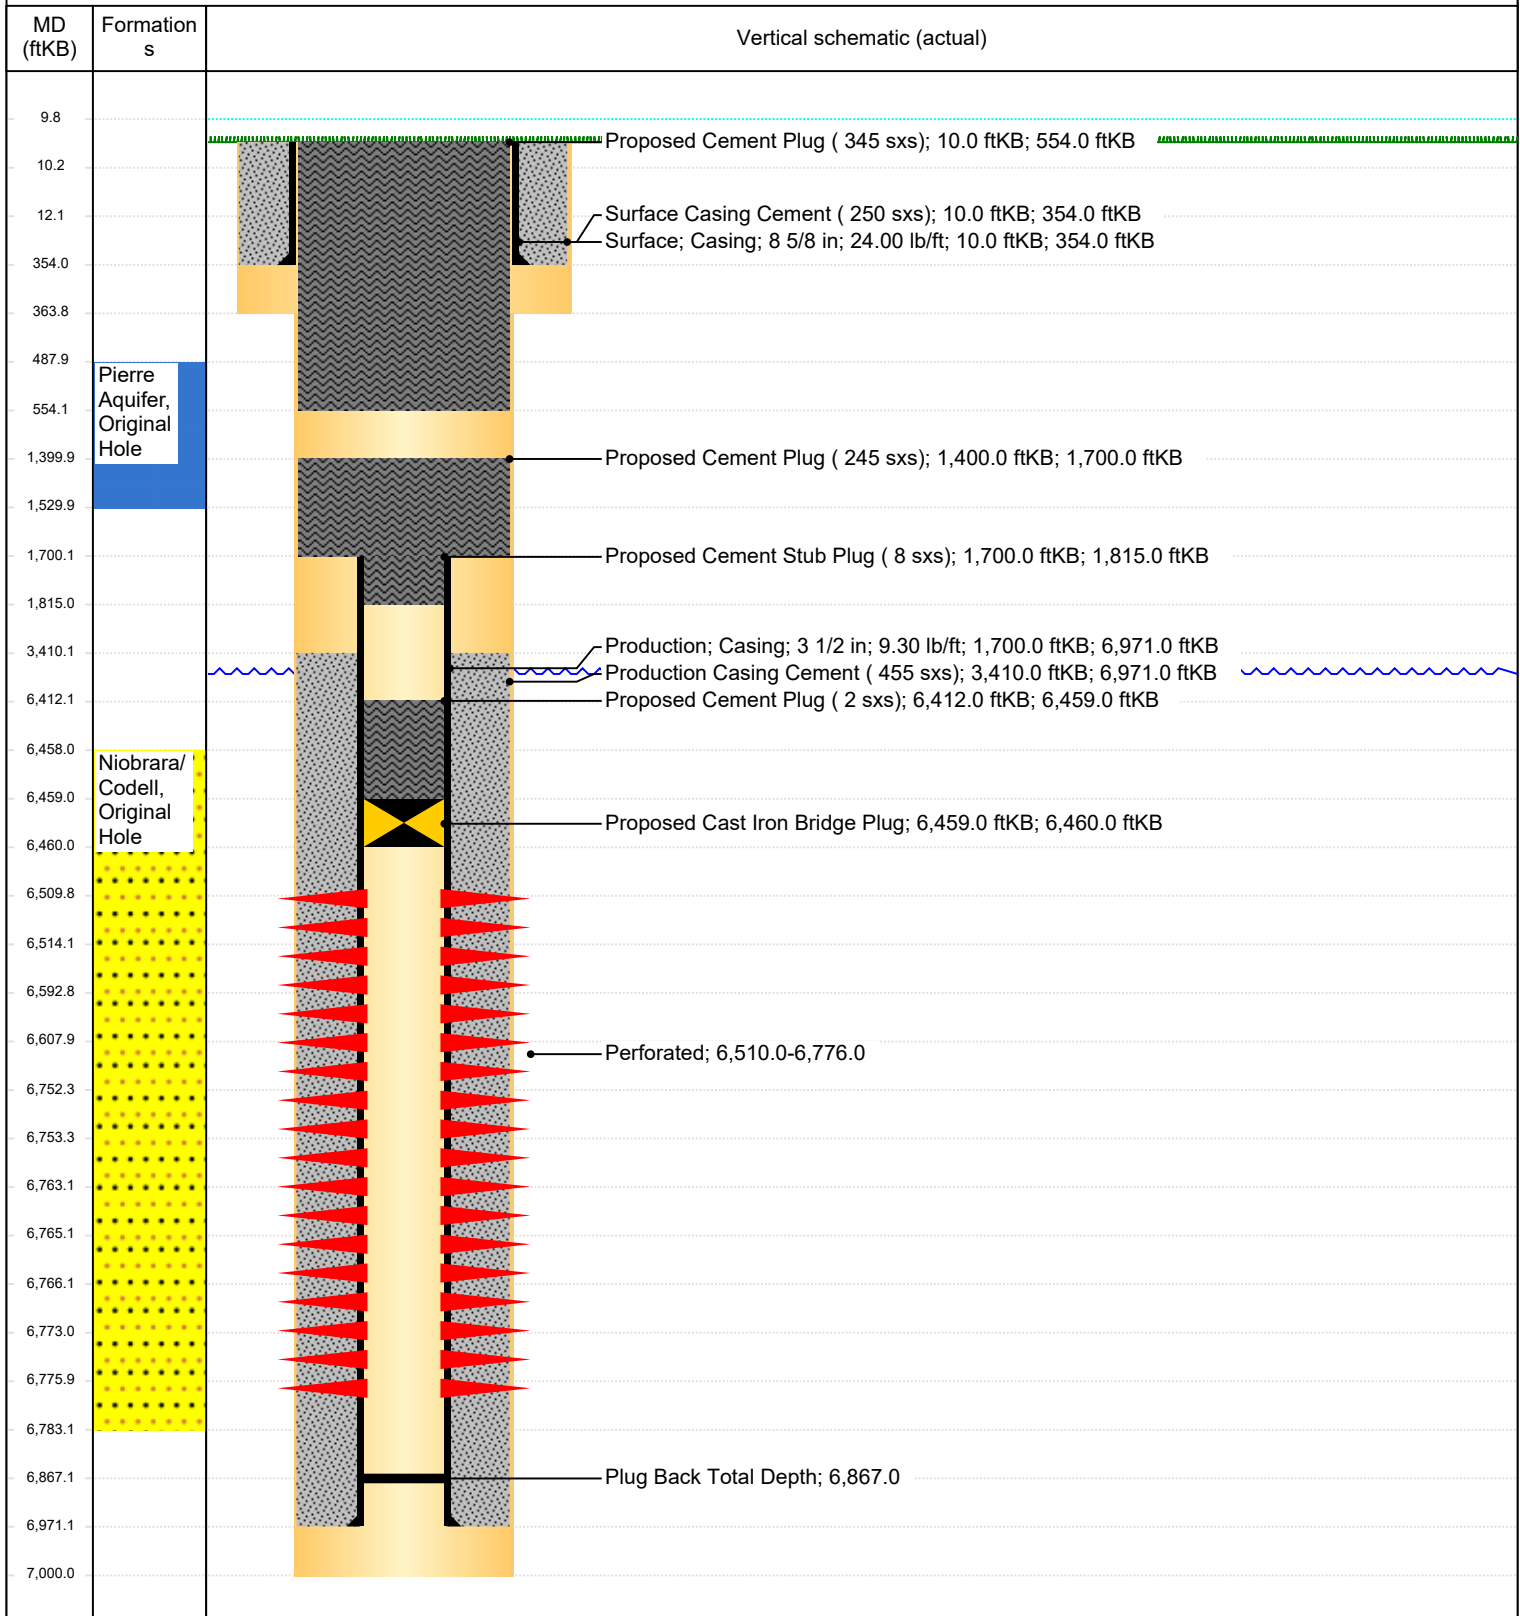 MD
(ftKB)
Formation
s
Vertical schematic (actual)
9.8
Proposed Cement Plug ( 345 sxs); 10.0 ftKB; 554.0 ftKB
10.2
12.1
Surface Casing Cement ( 250 sxs); 10.0 ftKB; 354.0 ftKB
Surface; Casing; 8 5/8 in; 24.00 lb/ft; 10.0 ftKB; 354.0 ftKB
354.0
363.8
487.9
Pierre
Aquifer,
Original
Hole
554.1
1,399.9
Proposed Cement Plug ( 245 sxs); 1,400.0 ftKB; 1,700.0 ftKB
1,529.9
1,700.1
Proposed Cement Stub Plug ( 8 sxs); 1,700.0 ftKB; 1,815.0 ftKB
1,815.0
3,410.1
Production; Casing; 3 1/2 in; 9.30 lb/ft; 1,700.0 ftKB; 6,971.0 ftKB
Production Casing Cement ( 455 sxs); 3,410.0 ftKB; 6,971.0 ftKB
6,412.1
Proposed Cement Plug ( 2 sxs); 6,412.0 ftKB; 6,459.0 ftKB
6,458.0
Niobrara/
Codell,
Original
Hole
6,459.0
Proposed Cast Iron Bridge Plug; 6,459.0 ftKB; 6,460.0 ftKB
6,460.0
6,509.8
6,514.1
6,592.8
6,607.9
Perforated; 6,510.0-6,776.0
6,752.3
6,753.3
6,763.1
6,765.1
6,766.1
6,773.0
6,775.9
6,783.1
6,867.1
Plug Back Total Depth; 6,867.0
6,971.1
7,000.0